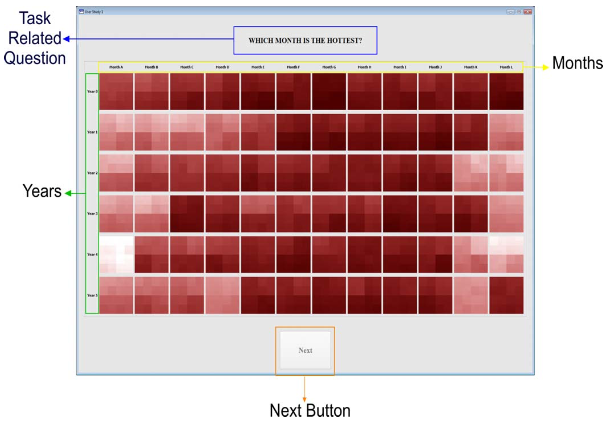 User Study 1
Task
Related
Question
WHICH MONTH IS THE HOTTEST?
Months
Month A Month B Month C Month D Month E Month F Month G Month H Month I Month J Month K Month L
Year 0
Year 1
Year 2
Years
Year 3
Year 4
Year 5
Next
Next Button